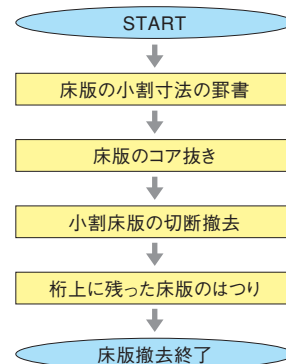 START
床版の小割寸法の罫書
床版のコア抜き
小割床版の切断撤去
桁上に残った床版のはつり
床版撤去終了